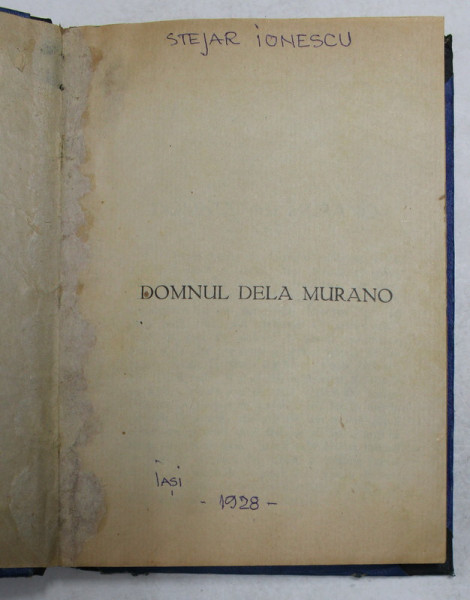 STEJAR IONESCU
DOMNUL DELA MURANO
Iași
- 1928 -